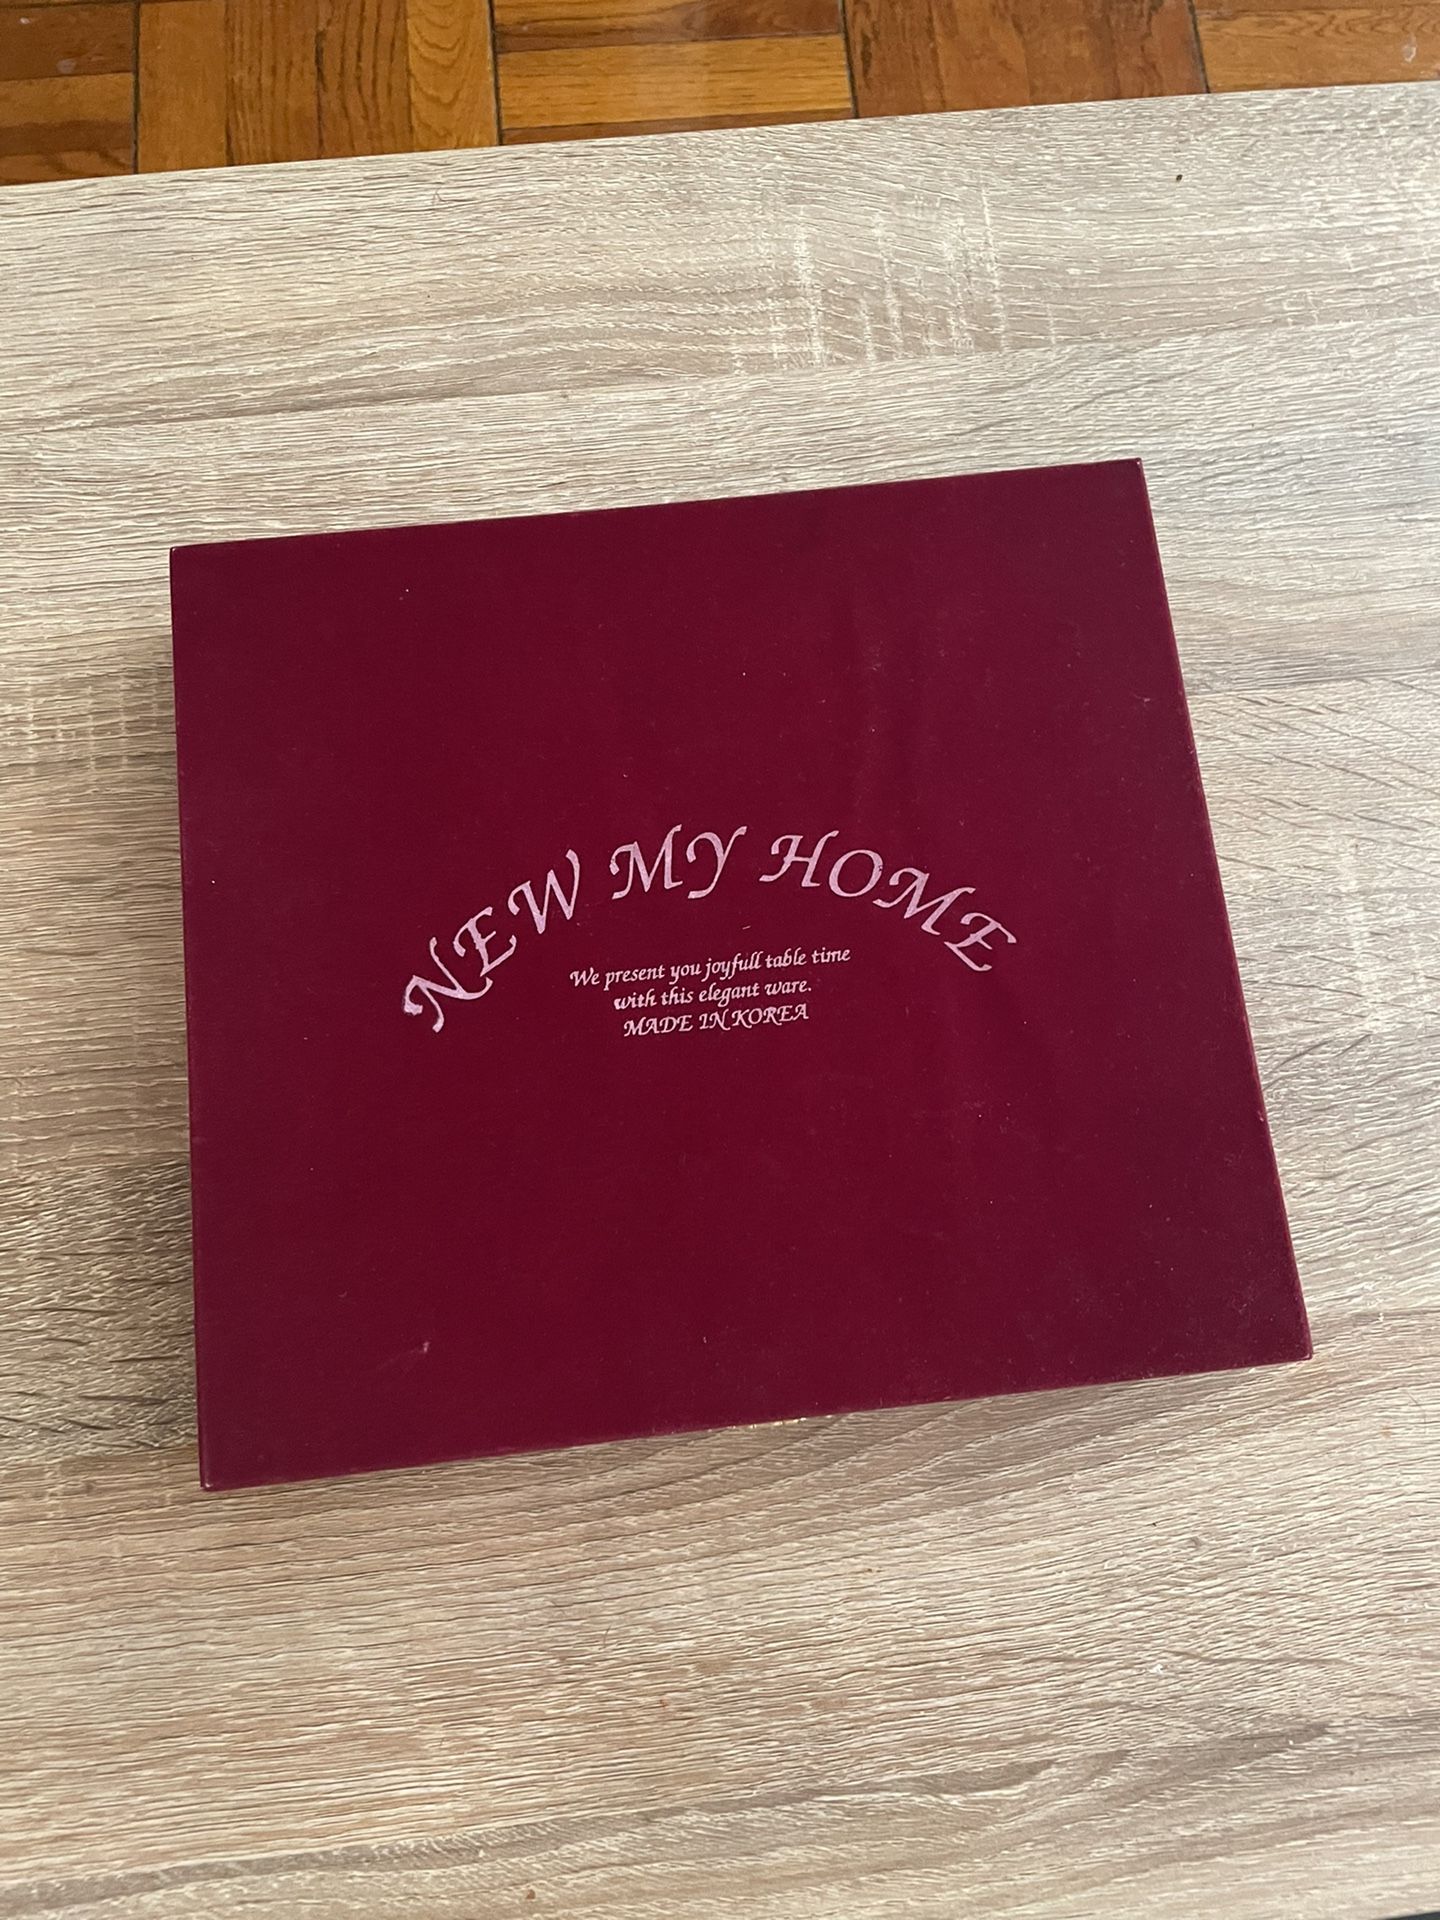 NEW MY HOME
We present you joyfull table time
with this elegant ware.
MADE IN KOREA